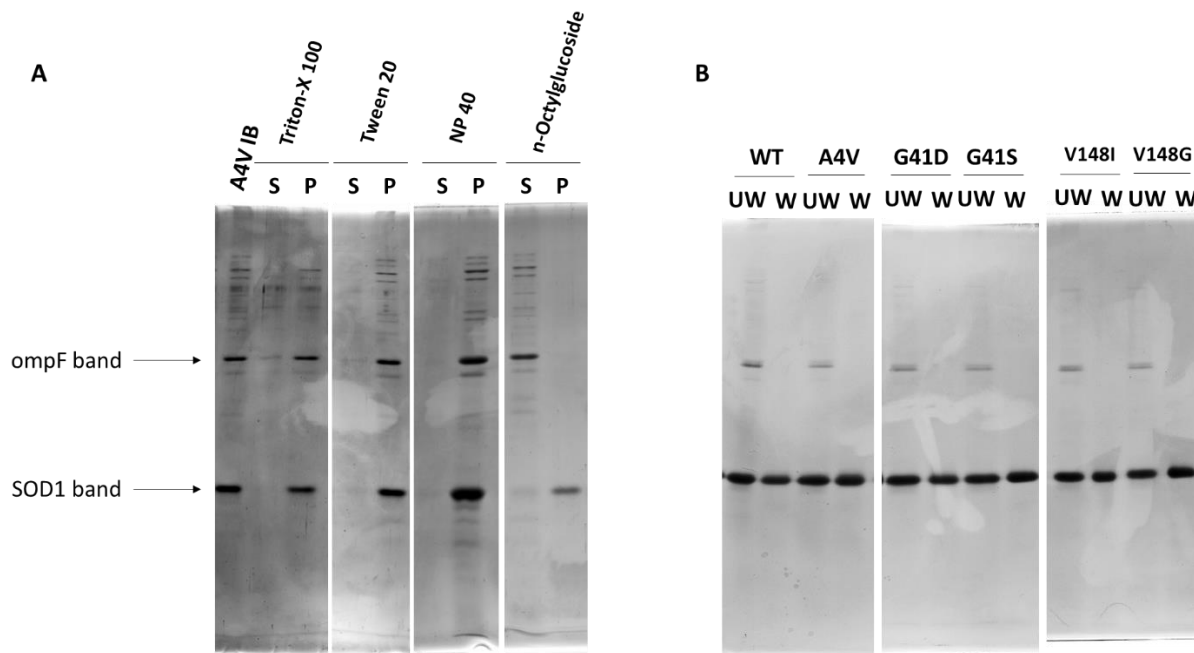 A
A4V IB
Triton-X 100
Tween 20
NP 40
n-Octylglucoside
S P S P S P S P
ompF band
SOD1 band
B
WT A4V G41D G41S V148I V148G
UW W UW W UW W UW W UW W UW W